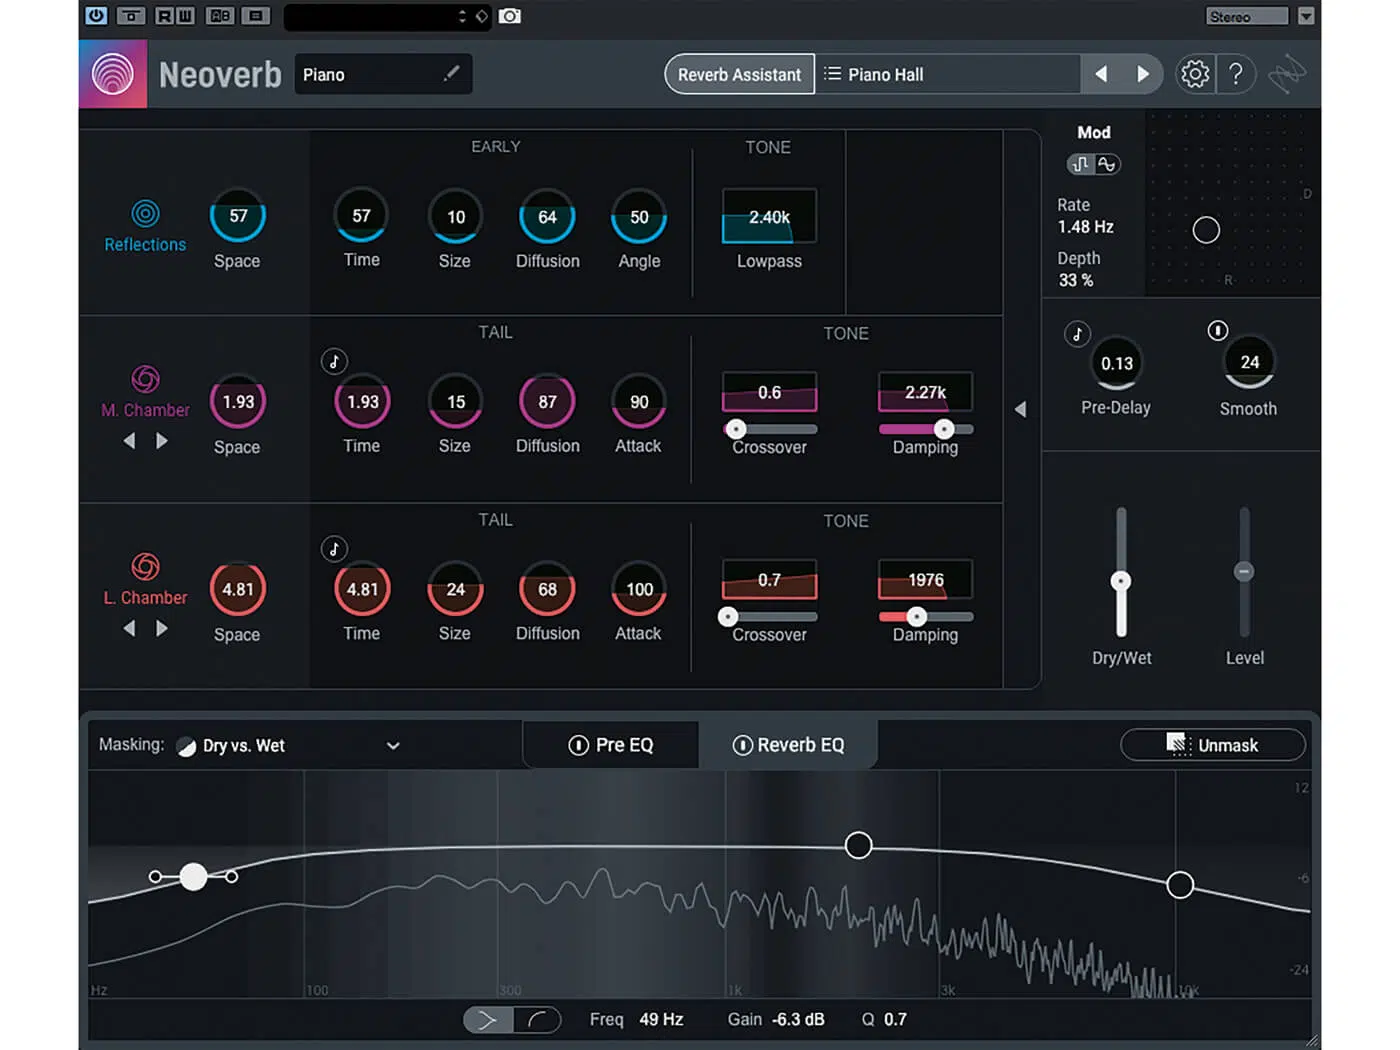 R W AB Stereo
Neoverb Piano Reverb Assistant Piano Hall ?
EARLY TONE Mod
57 57 10 64 50 2.40k
Reflections Space Time Size Diffusion Angle Lowpass
D
Rate
1.48 Hz
Depth
33 %
R
TAIL TONE
1.93 1.93 15 87 90 0.6 2.27k
M. Chamber Space Time Size Diffusion Attack Crossover Damping
0.13 24
Pre-Delay Smooth
TAIL TONE
4.81 4.81 24 68 100 0.7 1976
L. Chamber Space Time Size Diffusion Attack Crossover Damping
Dry/Wet Level
Masking: Dry vs. Wet Pre EQ Reverb EQ Unmask
12
-6
-24
Hz 100 300 1k 3k 10k
Freq 49 Hz Gain -6.3 dB Q 0.7